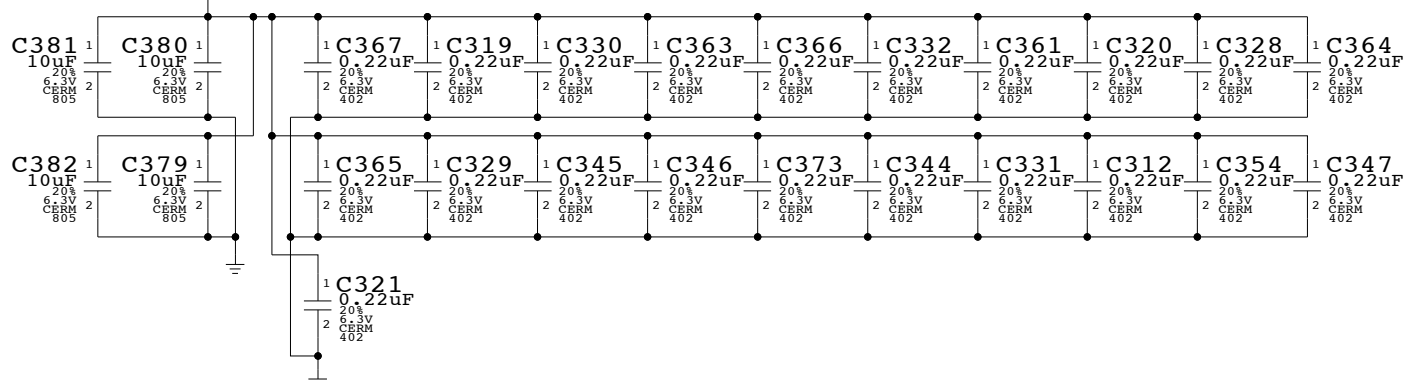 C381 1
10uF
20%
6.3V
CERM
805
2
C380 1
10uF
20%
6.3V
CERM
805
2
1 C367
0.22uF
20%
6.3V
CERM
402
2
1 C319
0.22uF
20%
6.3V
CERM
402
2
1 C330
0.22uF
20%
6.3V
CERM
402
2
1 C363
0.22uF
20%
6.3V
CERM
402
2
1 C366
0.22uF
20%
6.3V
CERM
402
2
1 C332
0.22uF
20%
6.3V
CERM
402
2
1 C361
0.22uF
20%
6.3V
CERM
402
2
1 C320
0.22uF
20%
6.3V
CERM
402
2
1 C328
0.22uF
20%
6.3V
CERM
402
2
1 C364
0.22uF
20%
6.3V
CERM
402
2
C382 1
10uF
20%
6.3V
CERM
805
2
C379 1
10uF
20%
6.3V
CERM
805
2
1 C365
0.22uF
20%
6.3V
CERM
402
2
1 C329
0.22uF
20%
6.3V
CERM
402
2
1 C345
0.22uF
20%
6.3V
CERM
402
2
1 C346
0.22uF
20%
6.3V
CERM
402
2
1 C373
0.22uF
20%
6.3V
CERM
402
2
1 C344
0.22uF
20%
6.3V
CERM
402
2
1 C331
0.22uF
20%
6.3V
CERM
402
2
1 C312
0.22uF
20%
6.3V
CERM
402
2
1 C354
0.22uF
20%
6.3V
CERM
402
2
1 C347
0.22uF
20%
6.3V
CERM
402
2
1 C321
0.22uF
20%
6.3V
CERM
402
2